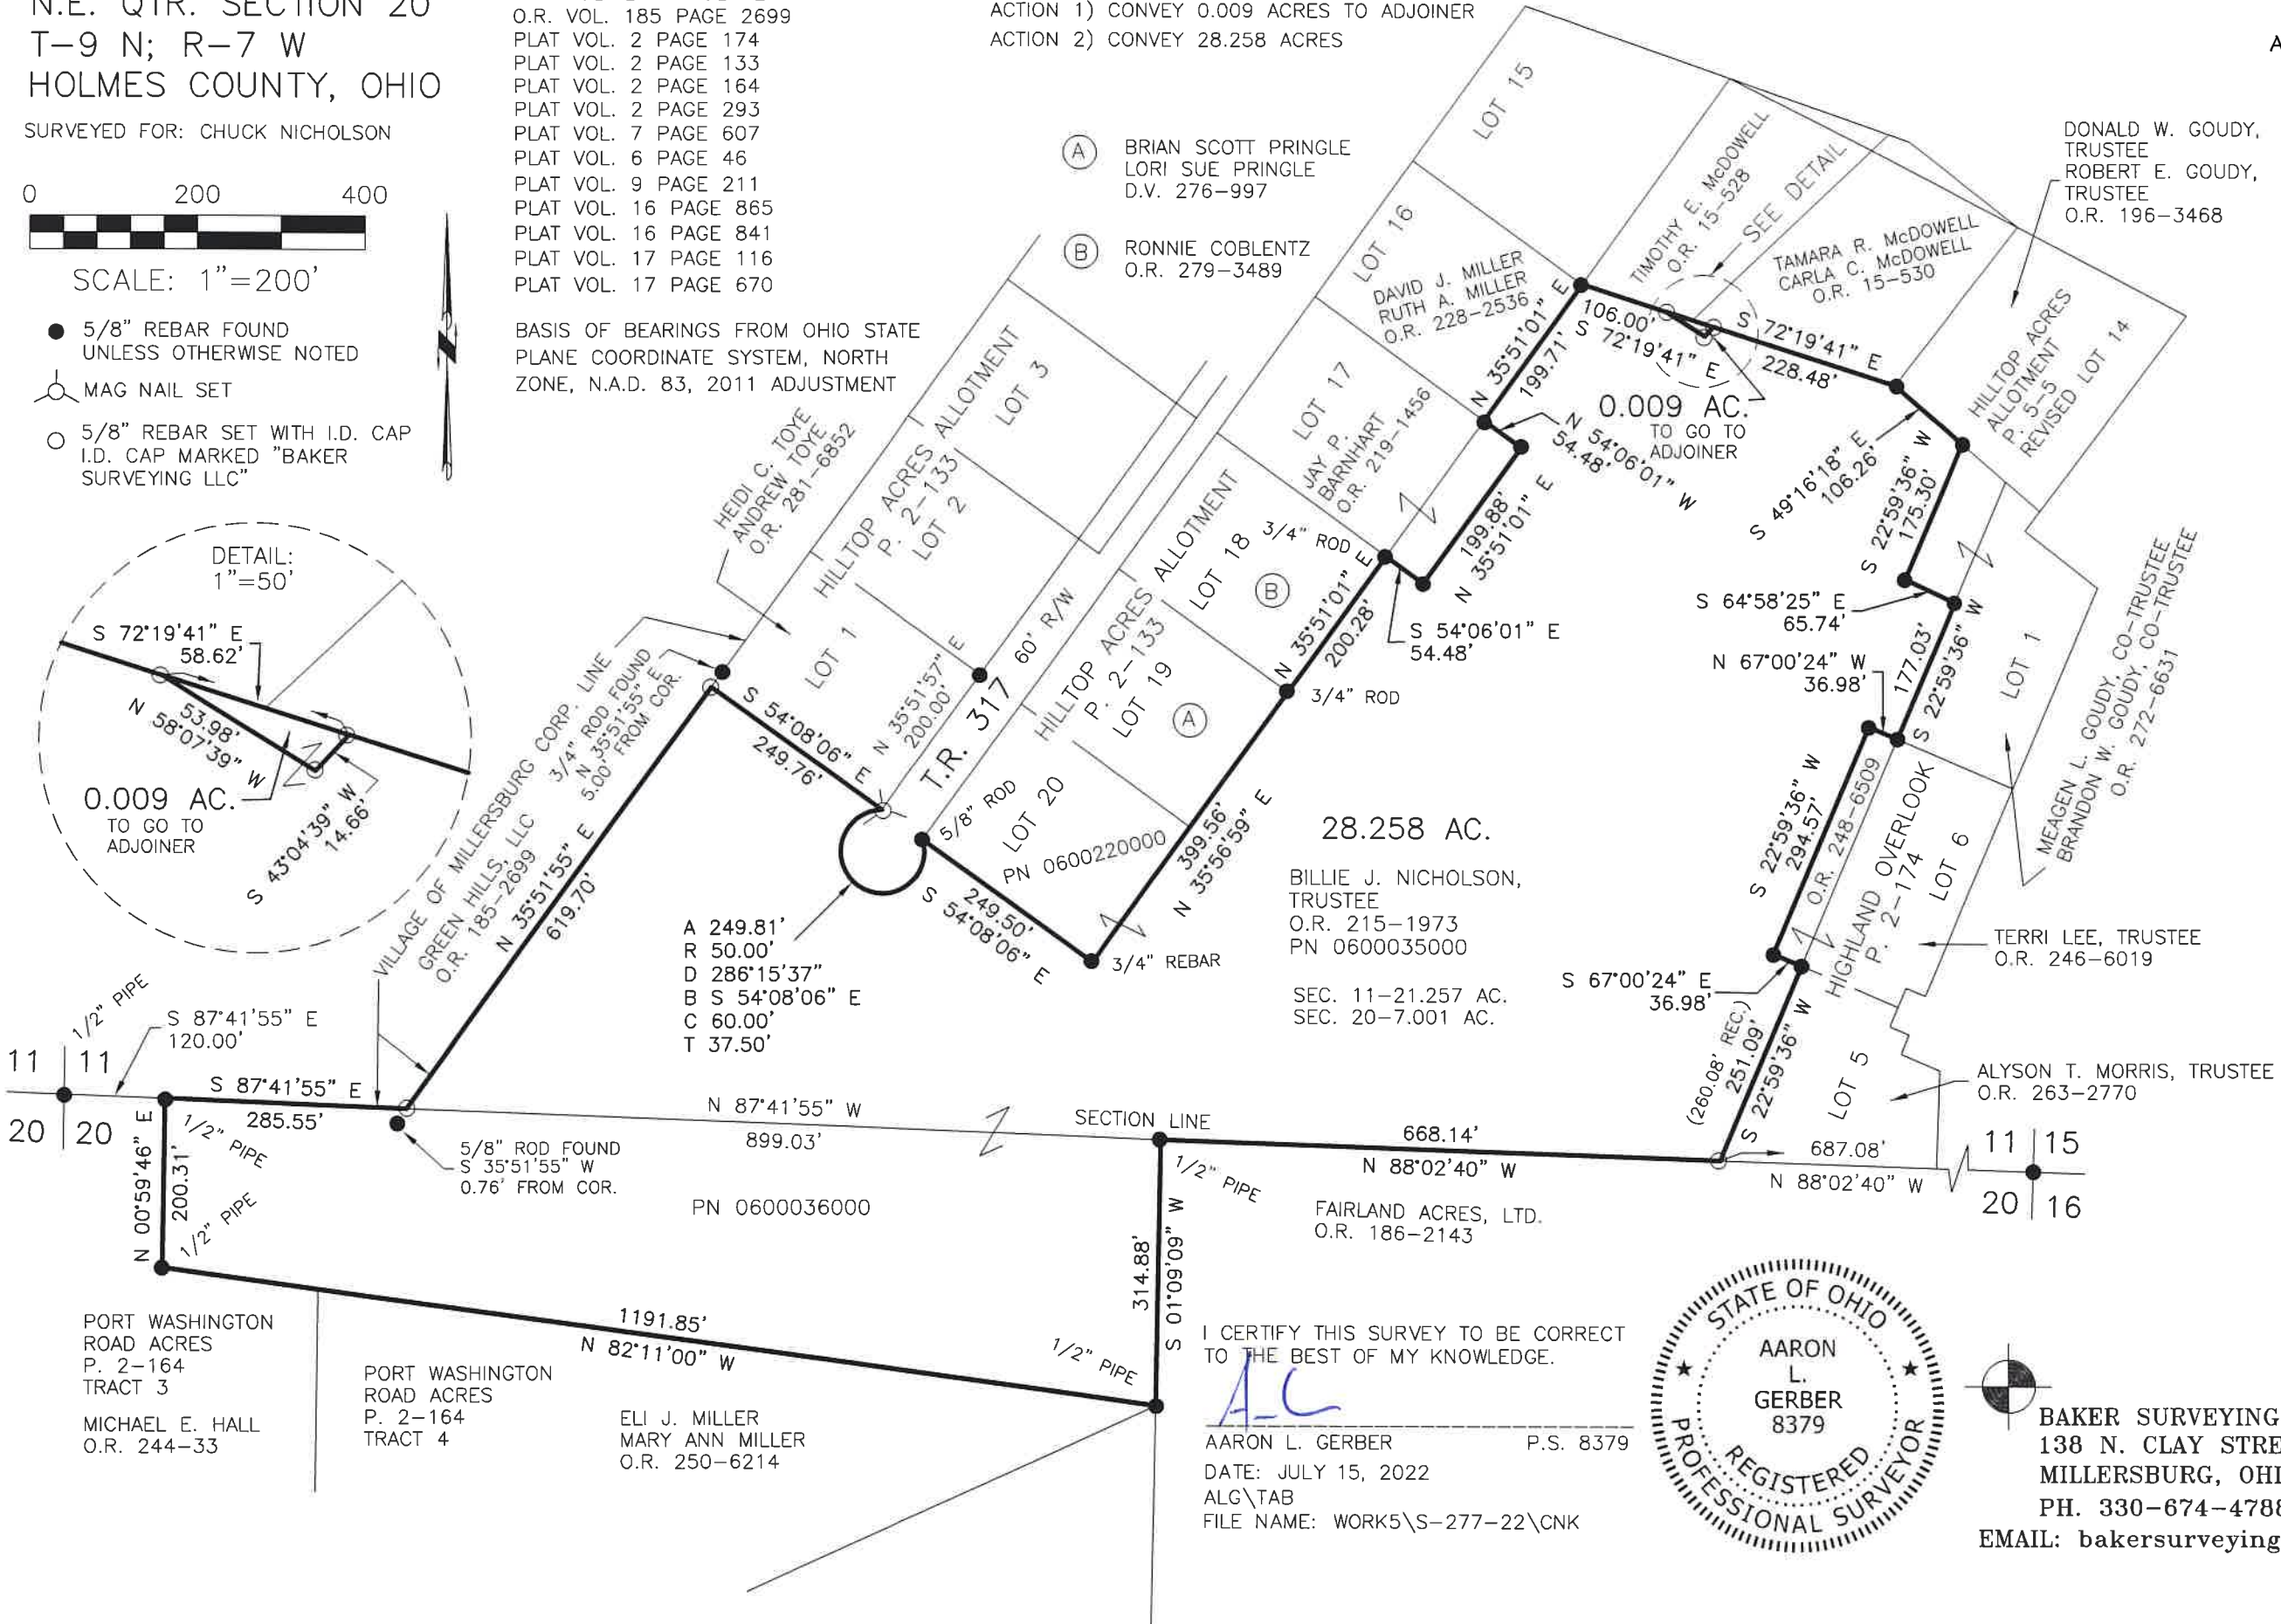 N.E. QTR. SECTION 20
T-9 N; R-7 W
HOLMES COUNTY, OHIO
SURVEYED FOR: CHUCK NICHOLSON
0 200 400
SCALE: 1"=200'
5/8" REBAR FOUND
UNLESS OTHERWISE NOTED
MAG NAIL SET
5/8" REBAR SET WITH I.D. CAP
I.D. CAP MARKED "BAKER
SURVEYING LLC"
O.R. VOL. 185 PAGE 2699
PLAT VOL. 2 PAGE 174
PLAT VOL. 2 PAGE 133
PLAT VOL. 2 PAGE 164
PLAT VOL. 2 PAGE 293
PLAT VOL. 7 PAGE 607
PLAT VOL. 6 PAGE 46
PLAT VOL. 9 PAGE 211
PLAT VOL. 16 PAGE 865
PLAT VOL. 16 PAGE 841
PLAT VOL. 17 PAGE 116
PLAT VOL. 17 PAGE 670
BASIS OF BEARINGS FROM OHIO STATE
PLANE COORDINATE SYSTEM, NORTH
ZONE, N.A.D. 83, 2011 ADJUSTMENT
ACTION 1) CONVEY 0.009 ACRES TO ADJOINER
ACTION 2) CONVEY 28.258 ACRES
A
BRIAN SCOTT PRINGLE
LORI SUE PRINGLE
D.V. 276-997
B
RONNIE COBLENTZ
O.R. 279-3489
LOT 15
LOT 16
DAVID J. MILLER
RUTH A. MILLER
O.R. 228-2536
LOT 17
JAY P.
BARNHART
O.R. 219-1456
TIMOTHY E. McDOWELL
O.R. 15-528
SEE DETAIL
TAMARA R. McDOWELL
CARLA C. McDOWELL
O.R. 15-530
DONALD W. GOUDY,
TRUSTEE
ROBERT E. GOUDY,
TRUSTEE
O.R. 196-3468
HILLTOP ACRES
ALLOTMENT
P. 5-5
REVISED LOT 14
N 35°51'01" E
199.71'
106.00'
S 72°19'41" E
S 72°19'41" E
228.48'
0.009 AC.
TO GO TO
ADJOINER
N 54°06'01" W
54.48'
199.88'
N 35°51'01" E
S 49°16'18" E
106.26'
S 22°59'36" W
175.30'
S 64°58'25" E
65.74'
177.03'
S 22°59'36" W
N 67°00'24" W
36.98'
LOT 1
MEAGEN L. GOUDY, CO-TRUSTEE
BRANDON W. GOUDY, CO-TRUSTEE
O.R. 272-6631
S 22°59'36" W
294.57'
O.R. 248-6509
HIGHLAND OVERLOOK
P. 2-174
LOT 6
TERRI LEE, TRUSTEE
O.R. 246-6019
S 67°00'24" E
36.98'
(260.08' REC.)
251.09'
S 22°59'36" W
LOT 5
ALYSON T. MORRIS, TRUSTEE
O.R. 263-2770
HEIDI C. TOYE
ANDREW TOYE
O.R. 281-6852
HILLTOP ACRES ALLOTMENT
P. 2-133
LOT 3
LOT 2
LOT 1
N 35°51'57" E
200.00'
T.R. 317 60' R/W
HILLTOP ACRES ALLOTMENT
P. 2-133
LOT 18
3/4" ROD
B
LOT 19
A
LOT 20
5/8" ROD
PN 0600220000
N 35°51'01" E
200.28'
S 54°06'01" E
54.48'
3/4" ROD
399.56'
N 35°56'59" E
3/4" REBAR
249.50'
S 54°08'06" E
S 54°08'06" E
249.76'
A 249.81'
R 50.00'
D 286°15'37"
B S 54°08'06" E
C 60.00'
T 37.50'
28.258 AC.
BILLIE J. NICHOLSON,
TRUSTEE
O.R. 215-1973
PN 0600035000
SEC. 11-21.257 AC.
SEC. 20-7.001 AC.
DETAIL:
1"=50'
S 72°19'41" E
58.62'
53.98'
N 58°07'39" W
0.009 AC.
TO GO TO
ADJOINER
S 43°04'39" W
14.66'
VILLAGE OF MILLERSBURG CORP. LINE
GREEN HILLS, LLC
O.R. 185-2699
3/4" ROD FOUND
N 35°51'55" E
5.00' FROM COR.
N 35°51'55" E
619.70'
1/2" PIPE
S 87°41'55" E
120.00'
11 11
20 20
S 87°41'55" E
285.55'
1/2" PIPE
N 00°59'46" E
200.31'
1/2" PIPE
5/8" ROD FOUND
S 35°51'55" W
0.76' FROM COR.
N 87°41'55" W
899.03'
SECTION LINE
668.14'
N 88°02'40" W
687.08'
N 88°02'40" W
11 15
20 16
PN 0600036000
1/2" PIPE
FAIRLAND ACRES, LTD.
O.R. 186-2143
314.88'
S 01°09'09" W
1/2" PIPE
1191.85'
N 82°11'00" W
PORT WASHINGTON
ROAD ACRES
P. 2-164
TRACT 3
MICHAEL E. HALL
O.R. 244-33
PORT WASHINGTON
ROAD ACRES
P. 2-164
TRACT 4
ELI J. MILLER
MARY ANN MILLER
O.R. 250-6214
I CERTIFY THIS SURVEY TO BE CORRECT
TO THE BEST OF MY KNOWLEDGE.
AARON L. GERBER P.S. 8379
DATE: JULY 15, 2022
ALG\TAB
FILE NAME: WORK5\S-277-22\CNK
STATE OF OHIO
AARON
L.
GERBER
8379
REGISTERED
PROFESSIONAL SURVEYOR
BAKER SURVEYING
138 N. CLAY STRE
MILLERSBURG, OHI
PH. 330-674-4788
EMAIL: bakersurveying